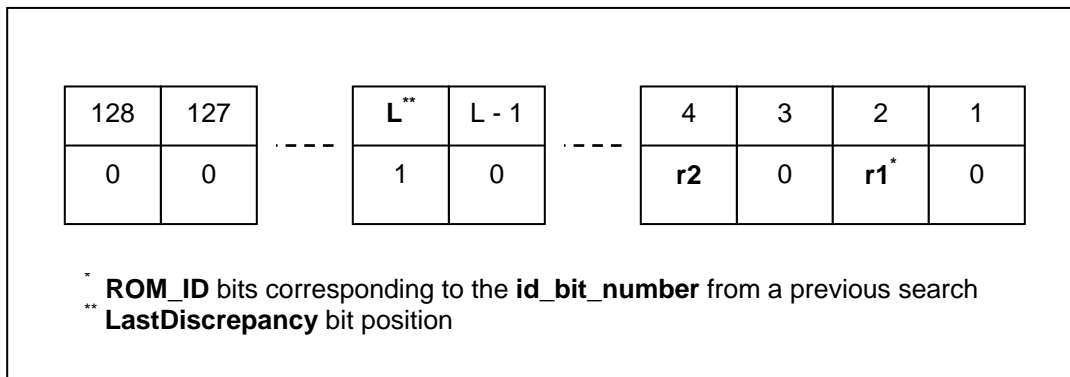 128 127 L** L - 1 4 3 2 1
0 0 1 0 r2 0 r1* 0
* ROM_ID bits corresponding to the id_bit_number from a previous search
** LastDiscrepancy bit position